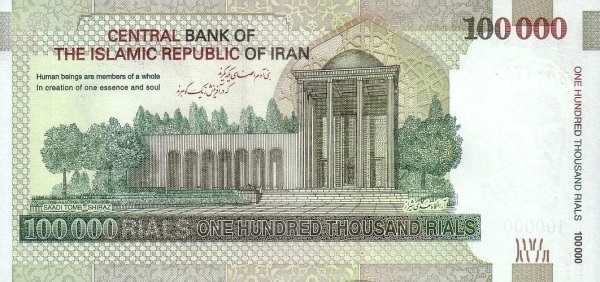 CENTRAL BANK OF
THE ISLAMIC REPUBLIC OF IRAN
100 000
Human beings are members of a whole
In creation of one essence and soul
بنی آدم اعضای یکدیگرند
که در آفرینش ز یک گوهرند
ONE HUNDRED THOUSAND RIALS 100 000
SAADI TOMB - SHIRAZ
100 000 RIALS ONE HUNDRED THOUSAND RIALS